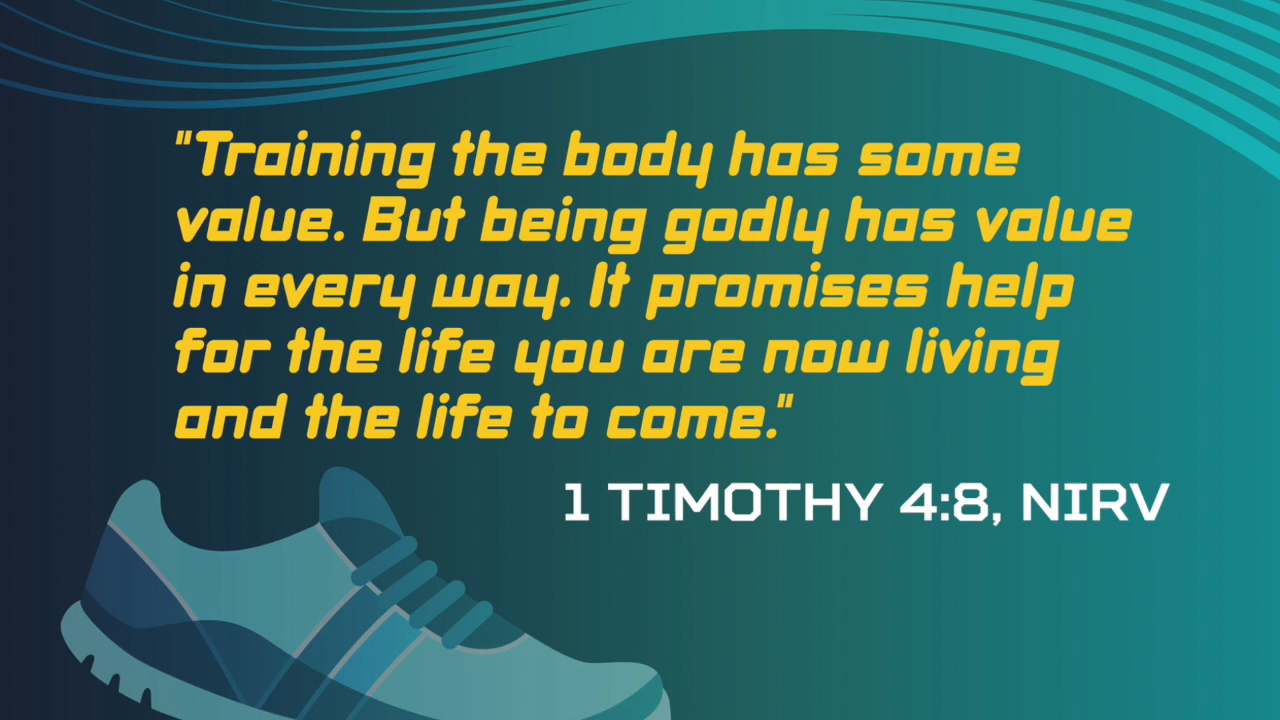 "Training the body has some
value. But being godly has value
in every way. It promises help
for the life you are now living
and the life to come."
1 TIMOTHY 4:8, NIRV